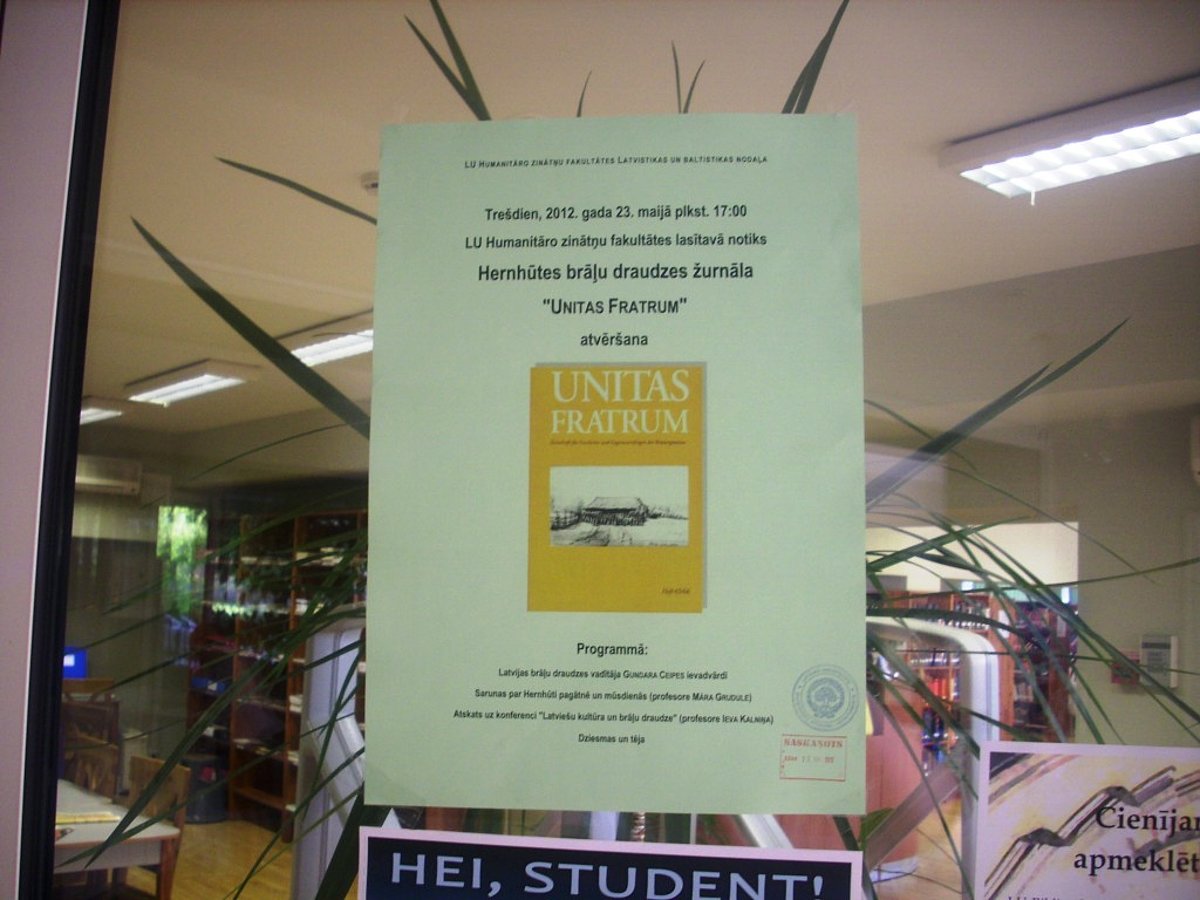 LU HUMANITĀRO ZINĀTŅU FAKULTĀTES LATVISTIKAS UN BALTISTIKAS NODAĻA
Trešdien, 2012. gada 23. maijā plkst. 17:00
LU Humanitāro zinātņu fakultātes lasītavā notiks
Hernhūtes brāļu draudzes žurnāla
"UNITAS FRATRUM"
atvēršana
UNITAS
FRATRUM
Programmā:
Latvijas brāļu draudzes vadītāja GUNDARA CEIPES ievadvārdi
Sarunas par Hernhūti pagātnē un mūsdienās (profesore MĀRA GRUDULE)
Atskats uz konferenci "Latviešu kultūra un brāļu draudze" (profesore IEVA KALNIŅA)
Dziesmas un tēja
SASKAŅOTS
HEI, STUDENT!
Cienījam
apmeklēt